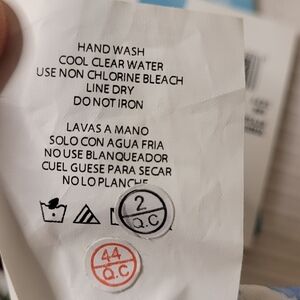 HAND WASH
COOL CLEAR WATER
USE NON CHLORINE BLEACH
LINE DRY
DO NOT IRON
LAVAS A MANO
SOLO CON AGUA FRIA
NO USE BLANQUEADOR
CUEL GUESE PARA SECAR
NO LO PLANCHE
2
Q.C
44
Q.C